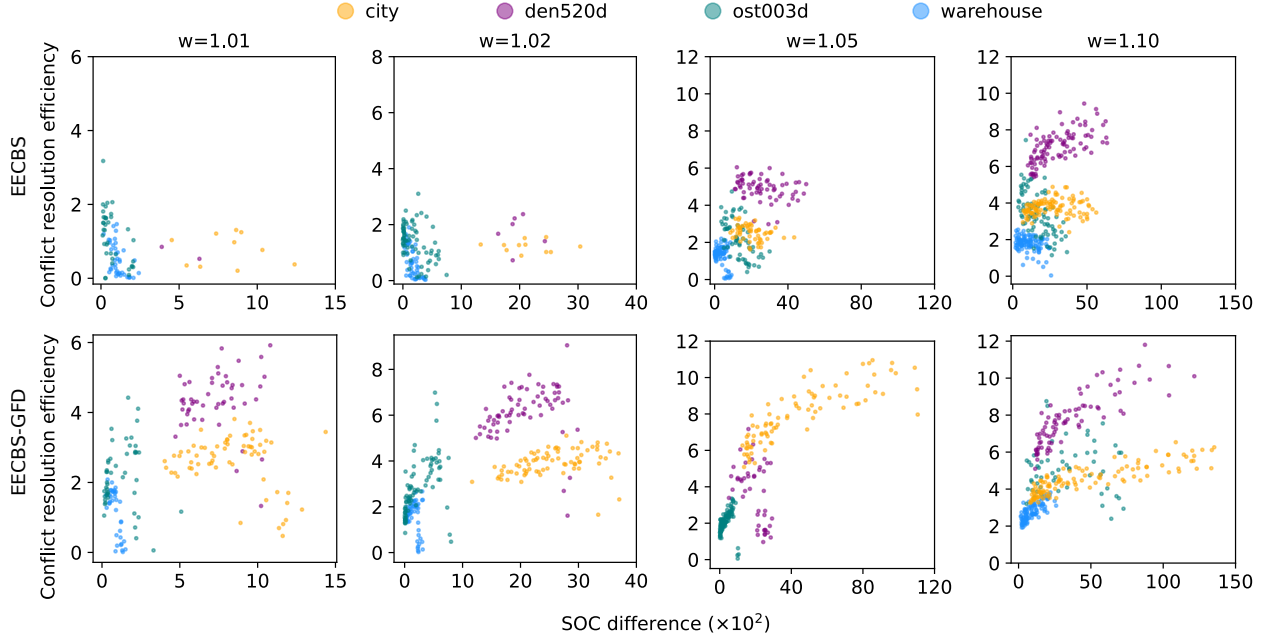 city den520d ost003d warehouse
w=1.01 w=1.02 w=1.05 w=1.10
EECBS
Conflict resolution efficiency
6 4 2 0
0 5 10 15
8 6 4 2 0
0 10 20 30 40
12 10 8 6 4 2 0
0 40 80 120
12 10 8 6 4 2 0
0 50 100 150
EECBS-GFD
Conflict resolution efficiency
6 4 2 0
0 5 10 15
8 6 4 2 0
0 10 20 30 40
12 10 8 6 4 2 0
0 40 80 120
12 10 8 6 4 2 0
0 50 100 150
SOC difference (×10²)